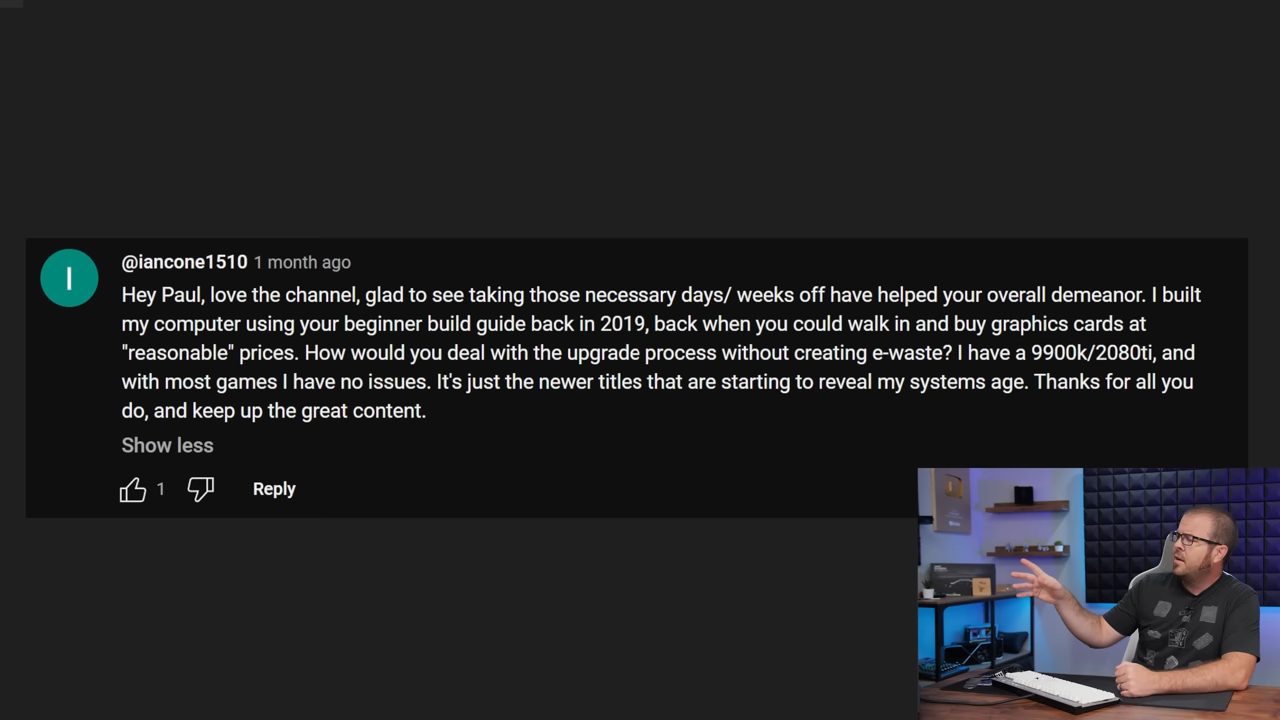 @iancone1510 1 month ago
Hey Paul, love the channel, glad to see taking those necessary days/ weeks off have helped your overall demeanor. I built
my computer using your beginner build guide back in 2019, back when you could walk in and buy graphics cards at
"reasonable" prices. How would you deal with the upgrade process without creating e-waste? I have a 9900k/2080ti, and
with most games I have no issues. It's just the newer titles that are starting to reveal my systems age. Thanks for all you
do, and keep up the great content.
Show less
1 Reply
I